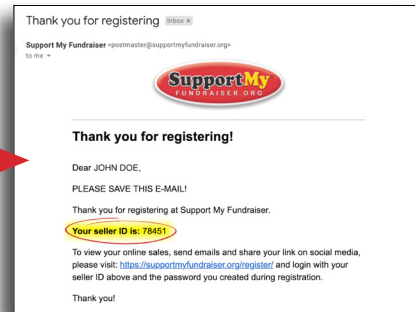 Thank you for registering Inbox x
Support My Fundraiser <postmaster@supportmyfundraiser.org>
to me
SupportMy
FUNDRAISER.ORG
Thank you for registering!
Dear JOHN DOE,
PLEASE SAVE THIS E-MAIL!
Thank you for registering at Support My Fundraiser.
Your seller ID is: 78451
To view your online sales, send emails and share your link on social media,
please visit: https://supportmyfundraiser.org/register/ and login with your
seller ID above and the password you created during registration.
Thank you!